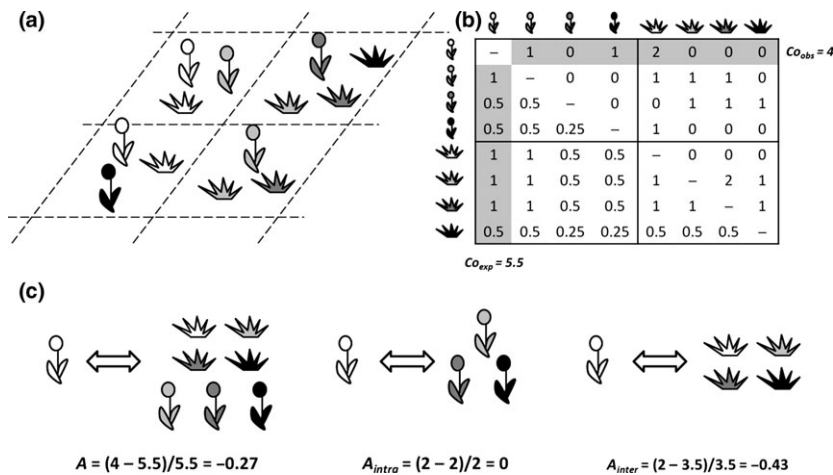 (a)
(b)
– 1 0 1 2 0 0 0 Co_obs = 4
1 – 0 0 1 1 1 0
0.5 0.5 – 0 0 1 1 1
0.5 0.5 0.25 – 1 0 0 0
1 1 0.5 0.5 – 0 0 0
1 1 0.5 0.5 1 – 2 1
1 1 0.5 0.5 1 1 – 1
0.5 0.5 0.25 0.25 0.5 0.5 0.5 –
Co_exp = 5.5
(c)
A = (4 – 5.5)/5.5 = –0.27
A_intra = (2 – 2)/2 = 0
A_inter = (2 – 3.5)/3.5 = –0.43